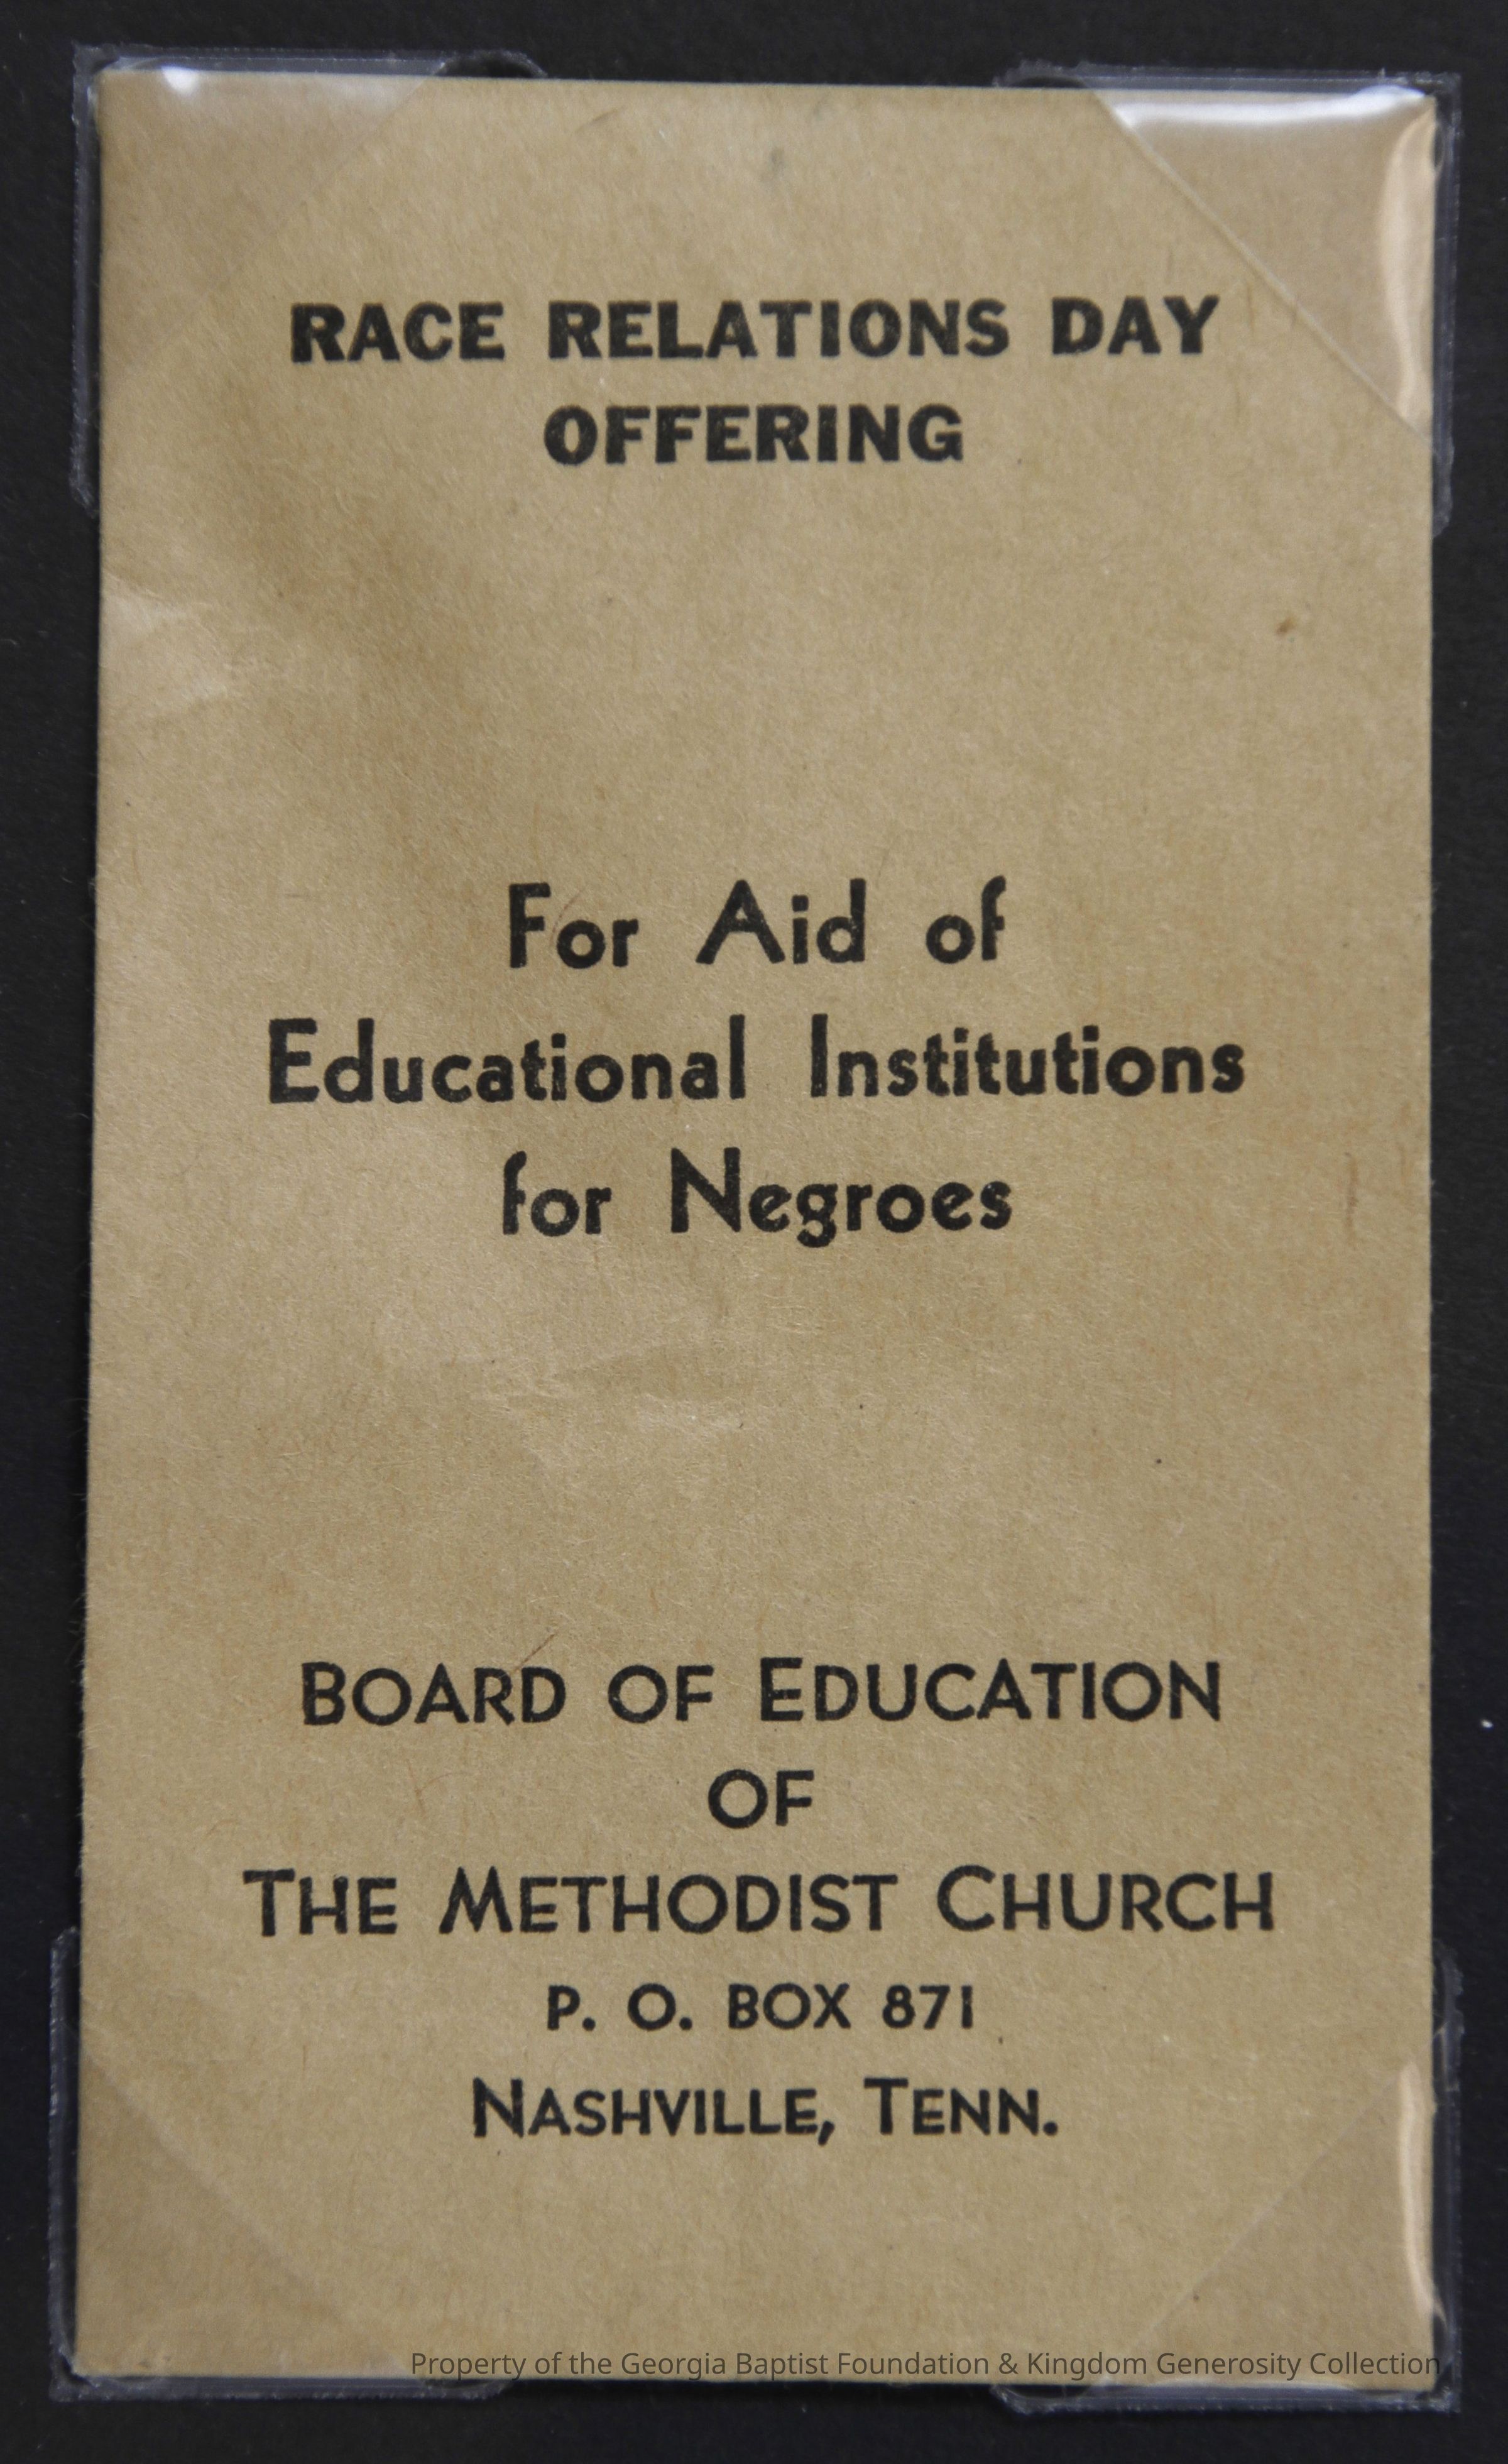 RACE RELATIONS DAY
OFFERING
For Aid of
Educational Institutions
for Negroes
BOARD OF EDUCATION
OF
THE METHODIST CHURCH
P. O. BOX 871
NASHVILLE, TENN.
Property of the Georgia Baptist Foundation & Kingdom Generosity Collection